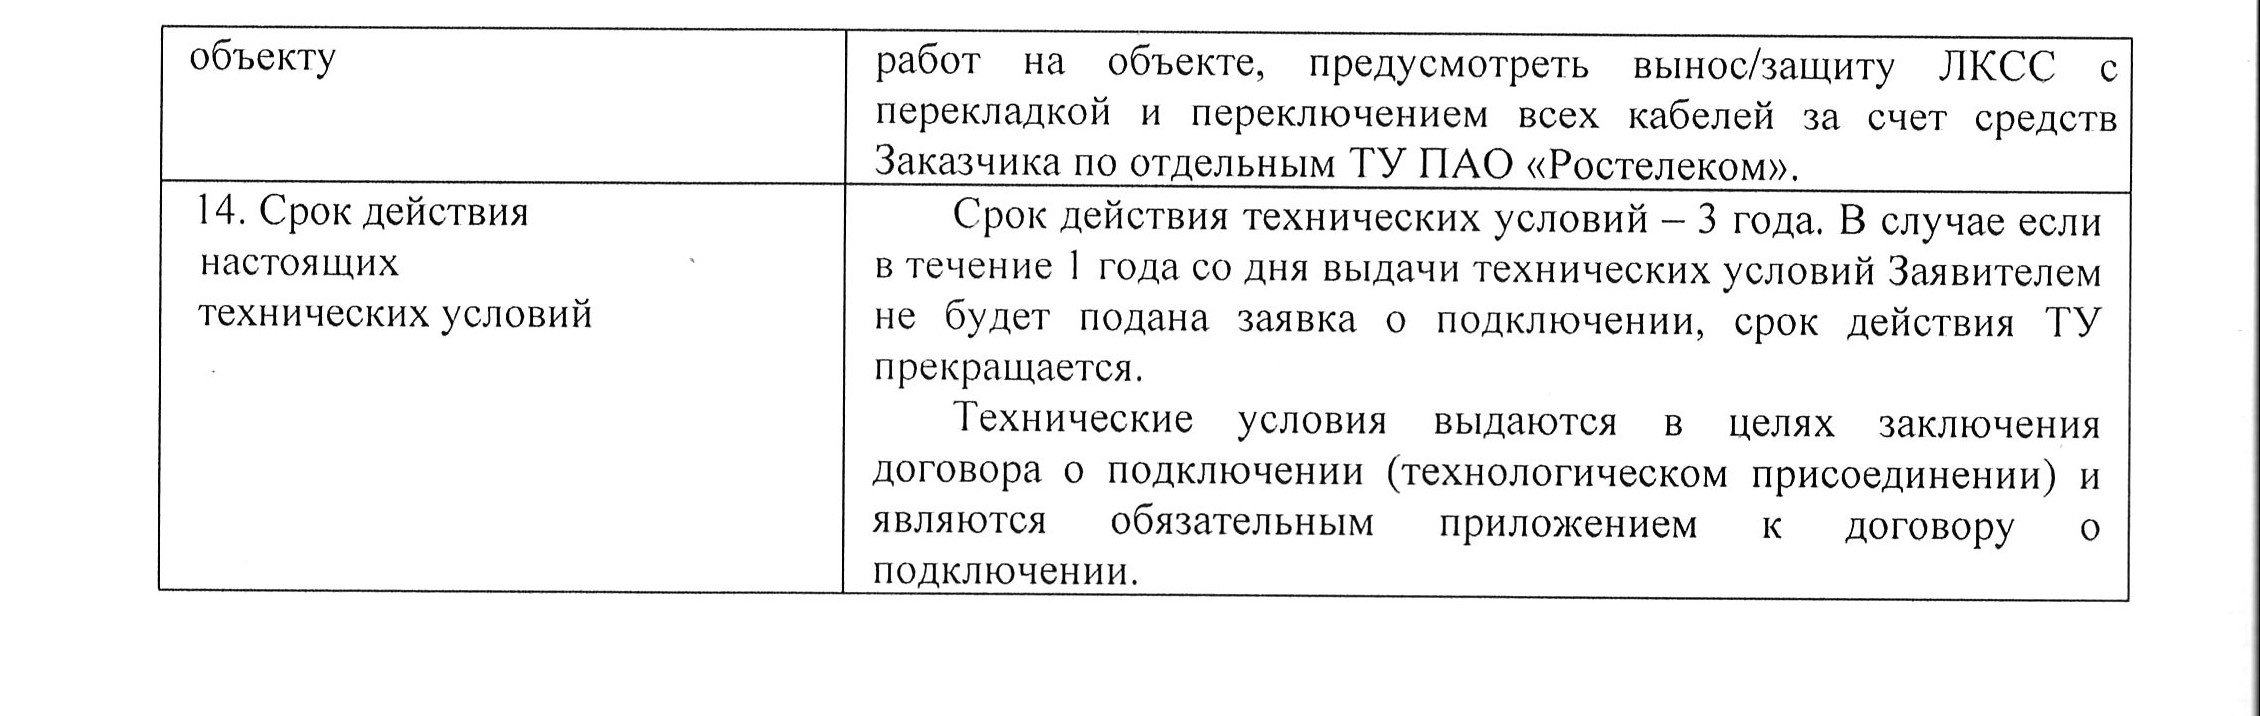 объекту
работ на объекте, предусмотреть вынос/защиту ЛКСС с
перекладкой и переключением всех кабелей за счет средств
Заказчика по отдельным ТУ ПАО «Ростелеком».
14. Срок действия
настоящих
технических условий
Срок действия технических условий – 3 года. В случае если
в течение 1 года со дня выдачи технических условий Заявителем
не будет подана заявка о подключении, срок действия ТУ
прекращается.
Технические условия выдаются в целях заключения
договора о подключении (технологическом присоединении) и
являются обязательным приложением к договору о
подключении.